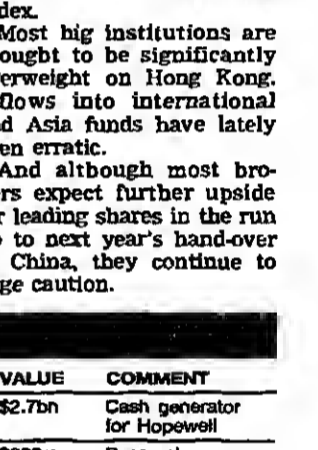 dex.
Most big institutions are
ought to be significantly
erweight on Hong Kong.
flows into international
d Asia funds have lately
en erratic.
And although most bro-
rs expect further upside
r leading shares in the run
to next year's hand-over
China, they continue to
ge caution.
VALUE COMMENT
$2.7bn Cash generator
for Hopewell